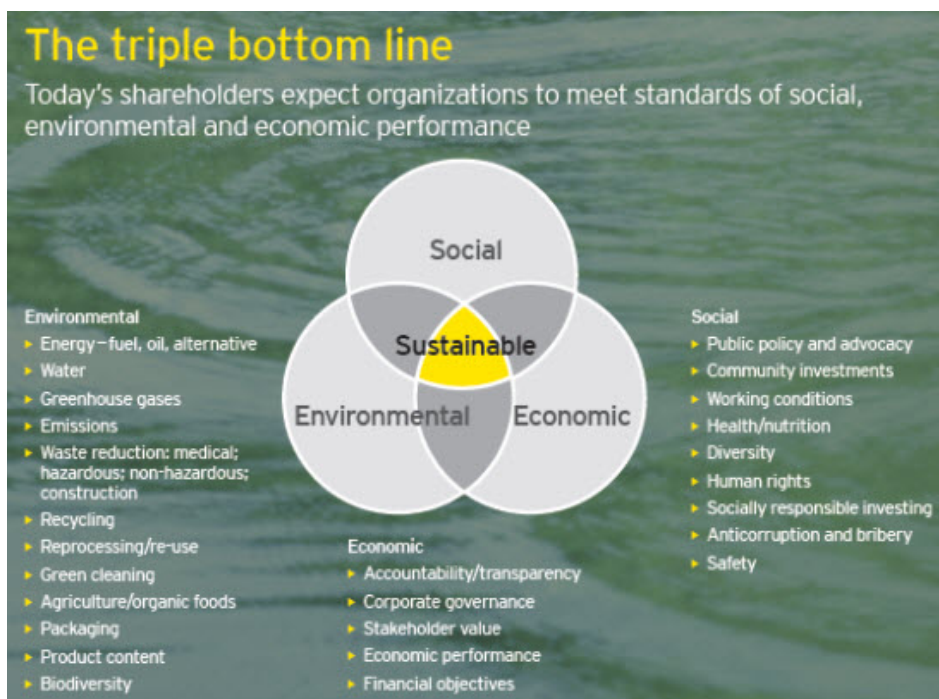 The triple bottom line
Today's shareholders expect organizations to meet standards of social,
environmental and economic performance
Social
Sustainable
Environmental
Economic
Environmental
Energy—fuel, oil, alternative
Water
Greenhouse gases
Emissions
Waste reduction: medical;
hazardous; non-hazardous;
construction
Recycling
Reprocessing/re-use
Green cleaning
Agriculture/organic foods
Packaging
Product content
Biodiversity
Economic
Accountability/transparency
Corporate governance
Stakeholder value
Economic performance
Financial objectives
Social
Public policy and advocacy
Community investments
Working conditions
Health/nutrition
Diversity
Human rights
Socially responsible investing
Anticorruption and bribery
Safety